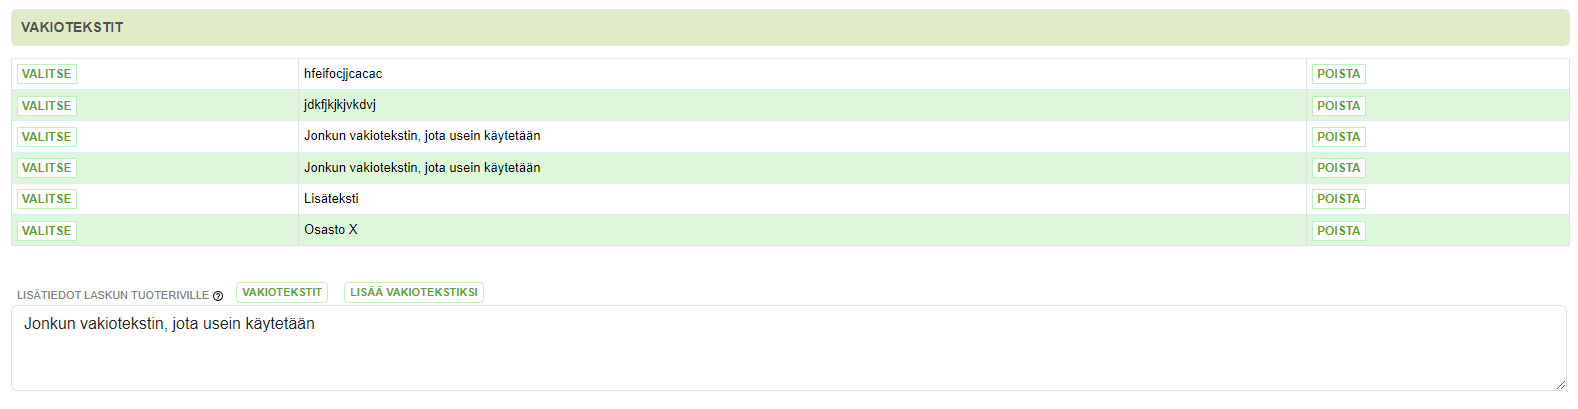 VAKIOTEKSTIT
VALITSE hfeifocjjcacac POISTA
VALITSE jdkfjkjkjvkdvj POISTA
VALITSE Jonkun vakiotekstin, jota usein käytetään POISTA
VALITSE Jonkun vakiotekstin, jota usein käytetään POISTA
VALITSE Lisäteksti POISTA
VALITSE Osasto X POISTA
LISÄTIEDOT LASKUN TUOTERIVILLE ? VAKIOTEKSTIT LISÄÄ VAKIOTEKSTIKSI
Jonkun vakiotekstin, jota usein käytetään